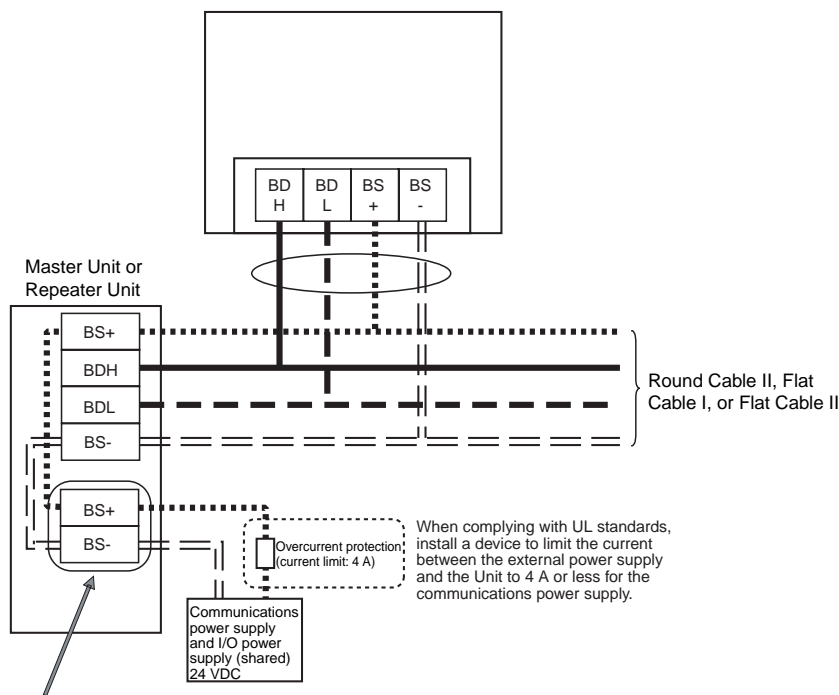 BD BD BS BS
H L + -
Master Unit or
Repeater Unit
BS+
BDH
BDL
BS-
Round Cable II, Flat
Cable I, or Flat Cable II
BS+
BS-
Overcurrent protection
(current limit: 4 A)
When complying with UL standards,
install a device to limit the current
between the external power supply
and the Unit to 4 A or less for the
communications power supply.
Communications
power supply
and I/O power
supply (shared)
24 VDC